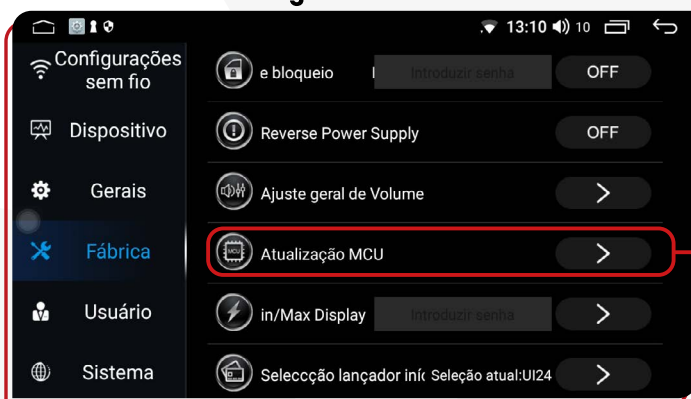 13:10 10
Configurações
sem fio
Dispositivo
Gerais
Fábrica
Usuário
Sistema
e bloqueio Introduzir senha OFF
Reverse Power Supply OFF
Ajuste geral de Volume
MCU Atualização MCU
in/Max Display Introduzir senha
Seleccção lançador iníc Seleção atual:UI24